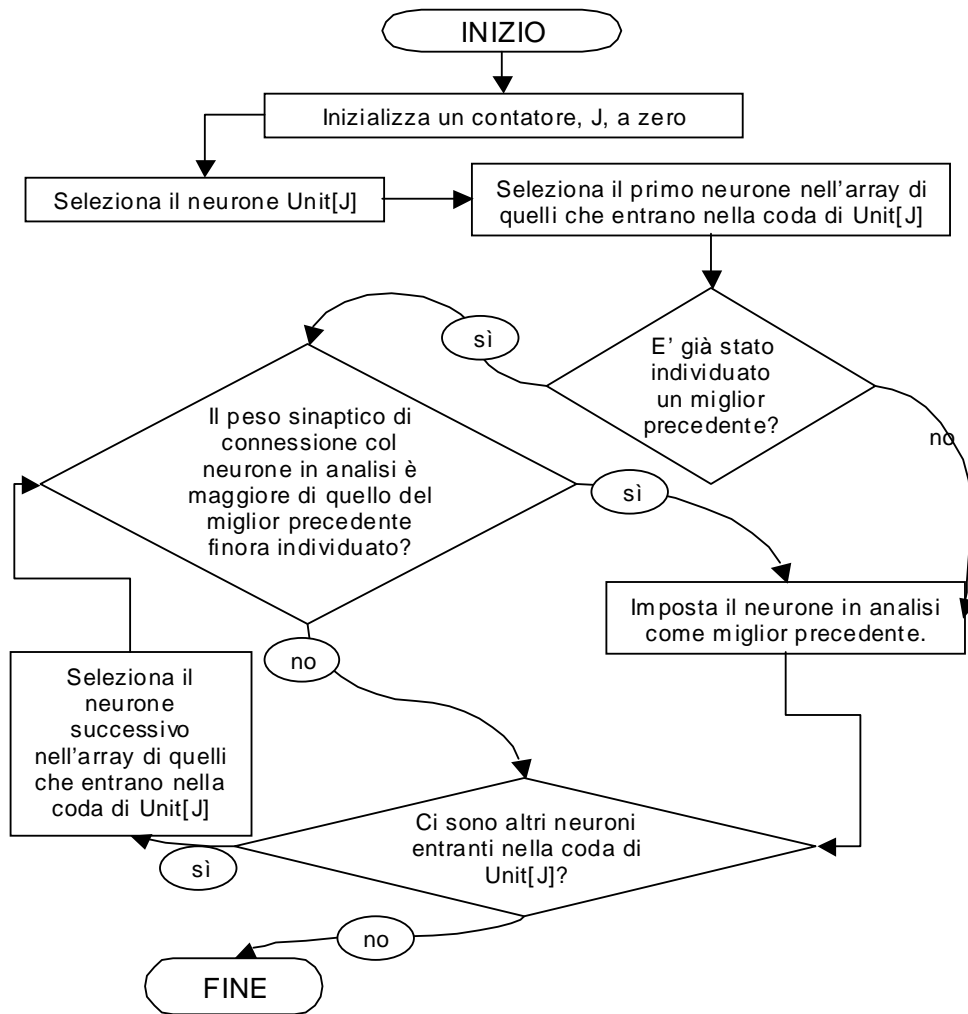 INIZIO
Inizializza un contatore, J, a zero
Seleziona il neurone Unit[J]
Seleziona il primo neurone nell'array di
quelli che entrano nella coda di Unit[J]
sì
E' già stato
individuato
un miglior
precedente?
no
Il peso sinaptico di
connessione col
neurone in analisi è
maggiore di quello del
miglior precedente
finora individuato?
sì
Imposta il neurone in analisi
come miglior precedente.
no
Seleziona il
neurone
successivo
nell'array di quelli
che entrano nella
coda di Unit[J]
Ci sono altri neuroni
entranti nella coda di
Unit[J]?
sì
no
FINE